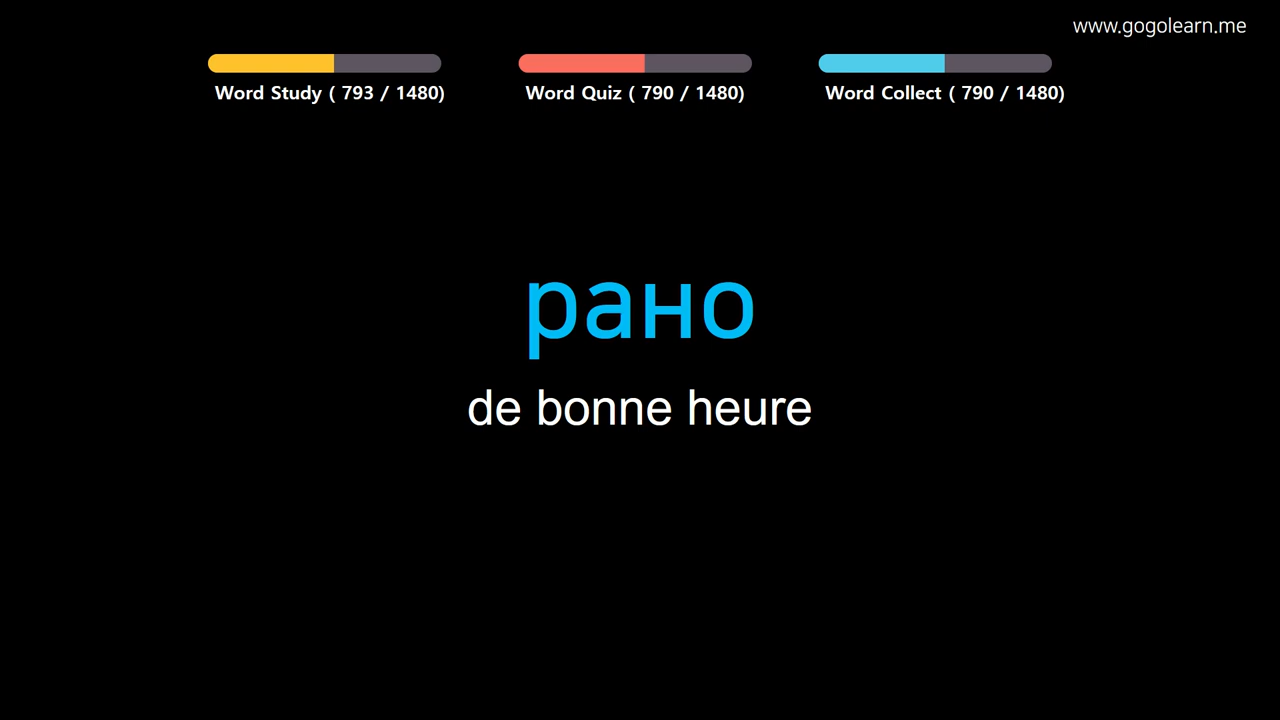 www.gogolearn.me
Word Study ( 793 / 1480)
Word Quiz ( 790 / 1480)
Word Collect ( 790 / 1480)
рано
de bonne heure